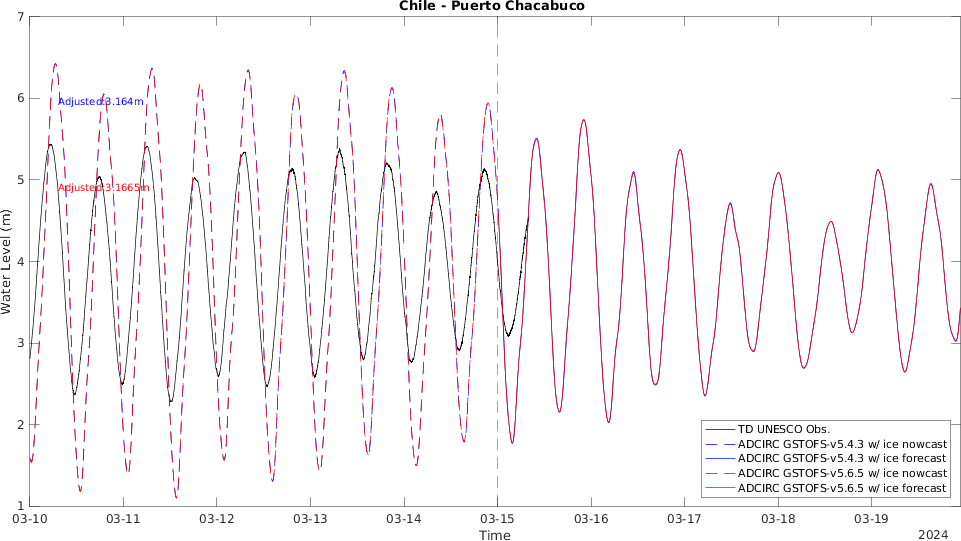 Chile - Puerto Chacabuco
7
6
5
4
3
2
1
Water Level (m)
Adjusted:3.164m
Adjusted:3.1665m
TD UNESCO Obs.
ADCIRC GSTOFS-v5.4.3 w/ ice nowcast
ADCIRC GSTOFS-v5.4.3 w/ ice forecast
ADCIRC GSTOFS-v5.6.5 w/ ice nowcast
ADCIRC GSTOFS-v5.6.5 w/ ice forecast
03-10 03-11 03-12 03-13 03-14 03-15 03-16 03-17 03-18 03-19
Time
2024